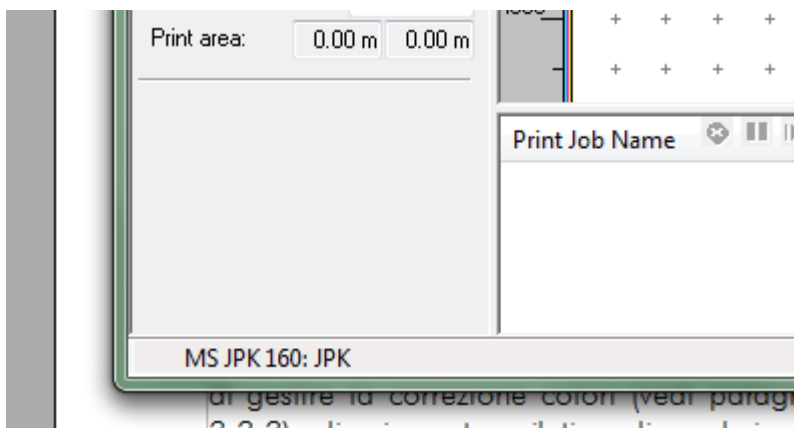 Print area: 0.00 m 0.00 m
Print Job Name
MS JPK 160: JPK
di gestire la correzione colori (vedi